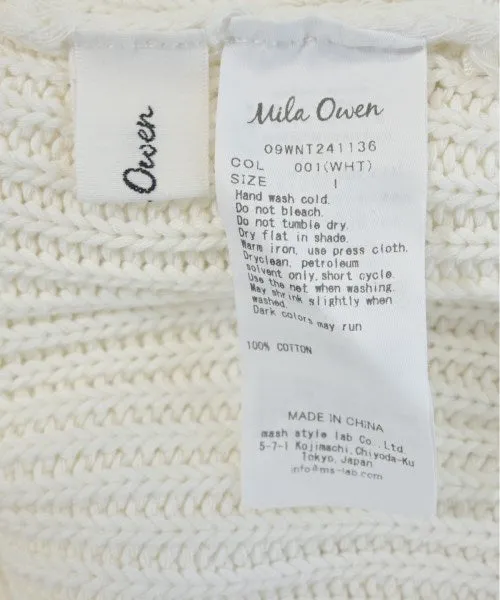 Owen
Mila Owen
09WNT241136
COL 001(WHT)
SIZE 1
Hand wash cold.
Do not bleach.
Do not tumble dry.
Dry flat in shade.
Warm iron, use press cloth.
Dryclean, petroleum
solvent only, short cycle.
Use the net when washing.
May shrink slightly when
washed.
Dark colors may run
100% COTTON
MADE IN CHINA
mash style lab Co.,Ltd
5-7-1 Kojimachi,Chiyoda-Ku
Tokyo,Japan
info@ms-lab.com